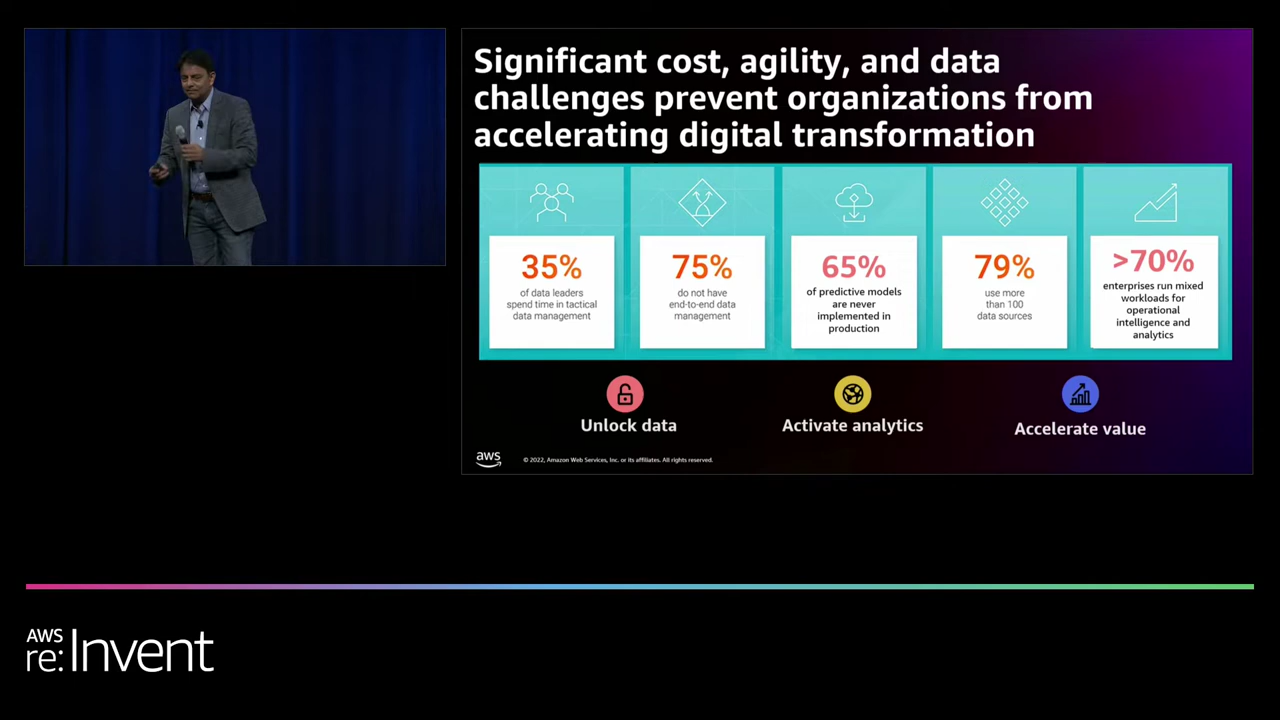 Significant cost, agility, and data
challenges prevent organizations from
accelerating digital transformation
35%
of data leaders
spend time in tactical
data management
75%
do not have
end-to-end data
management
65%
of predictive models
are never
implemented in
production
79%
use more
than 100
data sources
>70%
enterprises run mixed
workloads for
operational
intelligence and
analytics
Unlock data
Activate analytics
Accelerate value
aws
© 2022, Amazon Web Services, Inc. or its affiliates. All rights reserved.
AWS
re:Invent